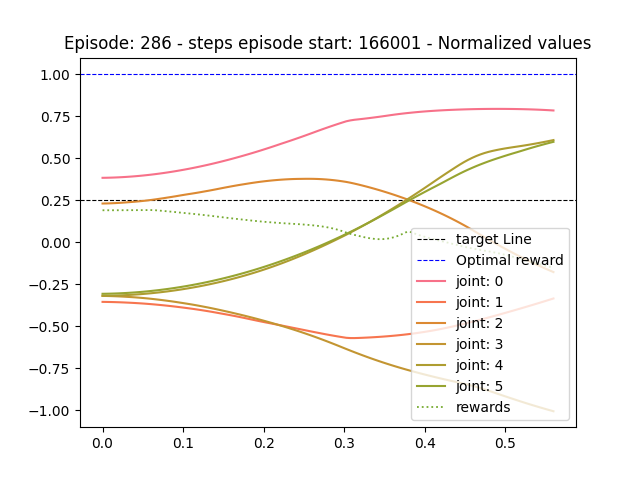 Episode: 286 - steps episode start: 166001 - Normalized values
1.00
0.75
0.50
0.25
0.00
−0.25
−0.50
−0.75
−1.00
0.0 0.1 0.2 0.3 0.4 0.5
target Line
Optimal reward
joint: 0
joint: 1
joint: 2
joint: 3
joint: 4
joint: 5
rewards